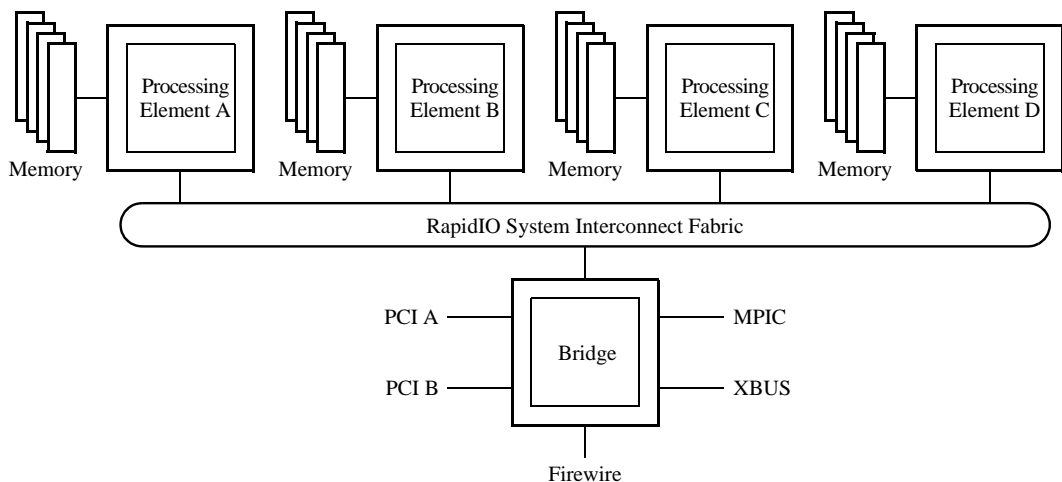 Processing
Element A
Processing
Element B
Processing
Element C
Processing
Element D
Memory
Memory
Memory
Memory
RapidIO System Interconnect Fabric
PCI A
MPIC
Bridge
PCI B
XBUS
Firewire